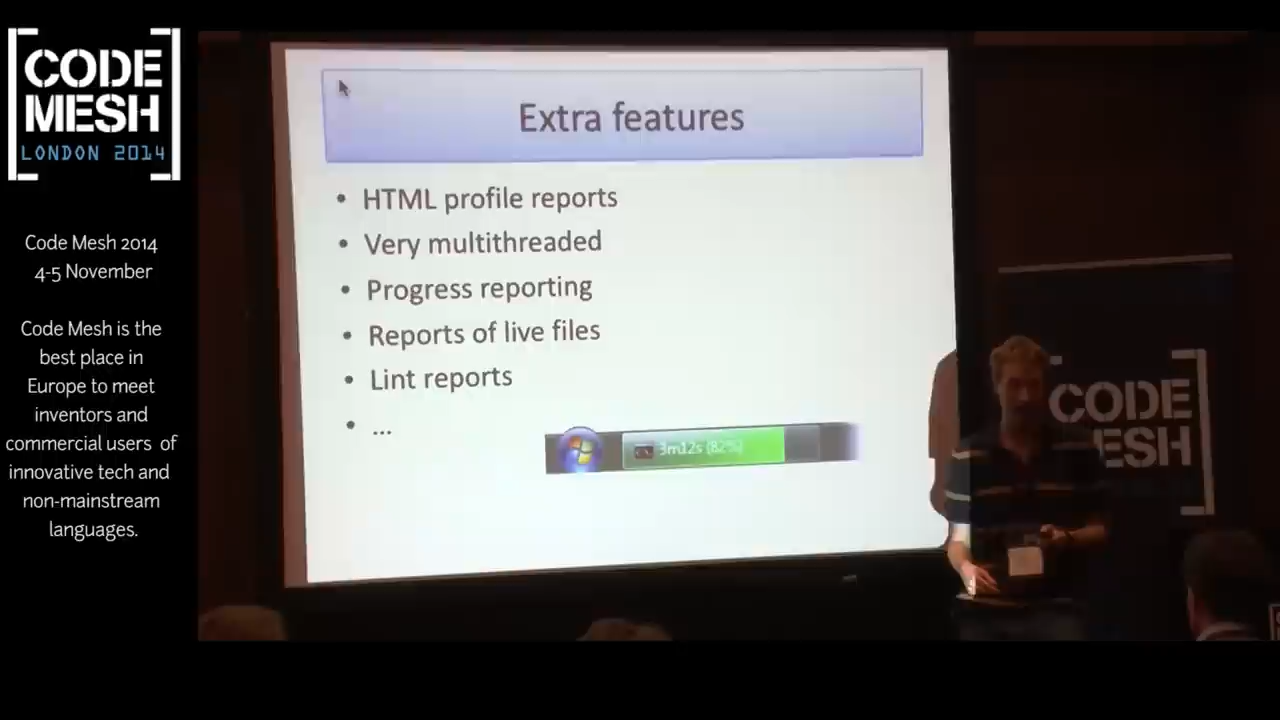 CODE
MESH
LONDON 2014
Code Mesh 2014
4-5 November
Code Mesh is the
best place in
Europe to meet
inventors and
commercial users of
innovative tech and
non-mainstream
languages.
Extra features
• HTML profile reports
• Very multithreaded
• Progress reporting
• Reports of live files
• Lint reports
• ...
3m12s (82%)
CODE
MESH